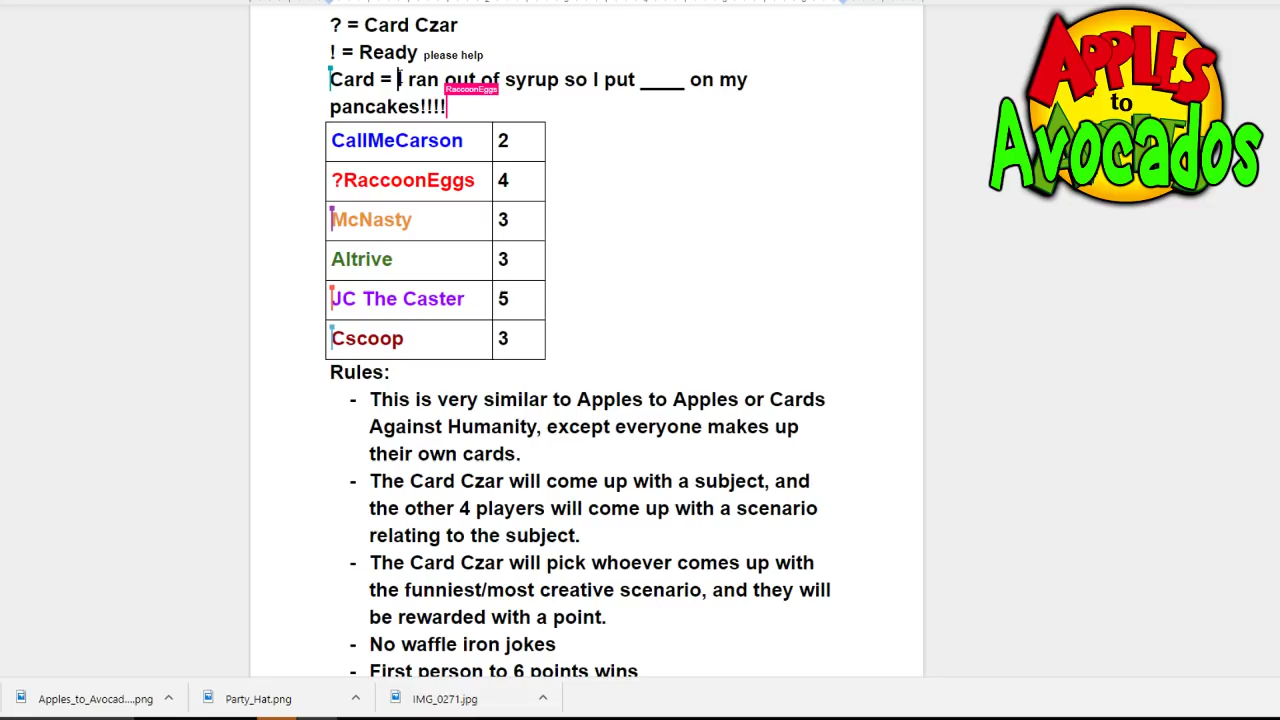 ? = Card Czar
! = Ready please help
Card = I ran out of syrup so I put ____ on my
RaccoonEggs
pancakes!!!!
CallMeCarson 2
?RaccoonEggs 4
McNasty 3
Altrive 3
JC The Caster 5
Cscoop 3
Rules:
- This is very similar to Apples to Apples or Cards
Against Humanity, except everyone makes up
their own cards.
- The Card Czar will come up with a subject, and
the other 4 players will come up with a scenario
relating to the subject.
- The Card Czar will pick whoever comes up with
the funniest/most creative scenario, and they will
be rewarded with a point.
- No waffle iron jokes
- First person to 6 points wins
APPLES
to
Avocados
Apples_to_Avocad....png
Party_Hat.png
IMG_0271.jpg